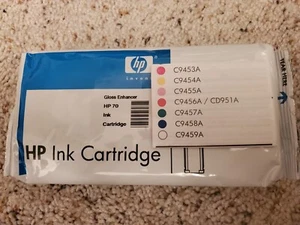 hp
invent
Gloss Enhancer
HP 70
Ink
Cartridge
C9453A
C9454A
C9455A
C9456A / CD951A
C9457A
C9458A
C9459A
HP Ink Cartridge